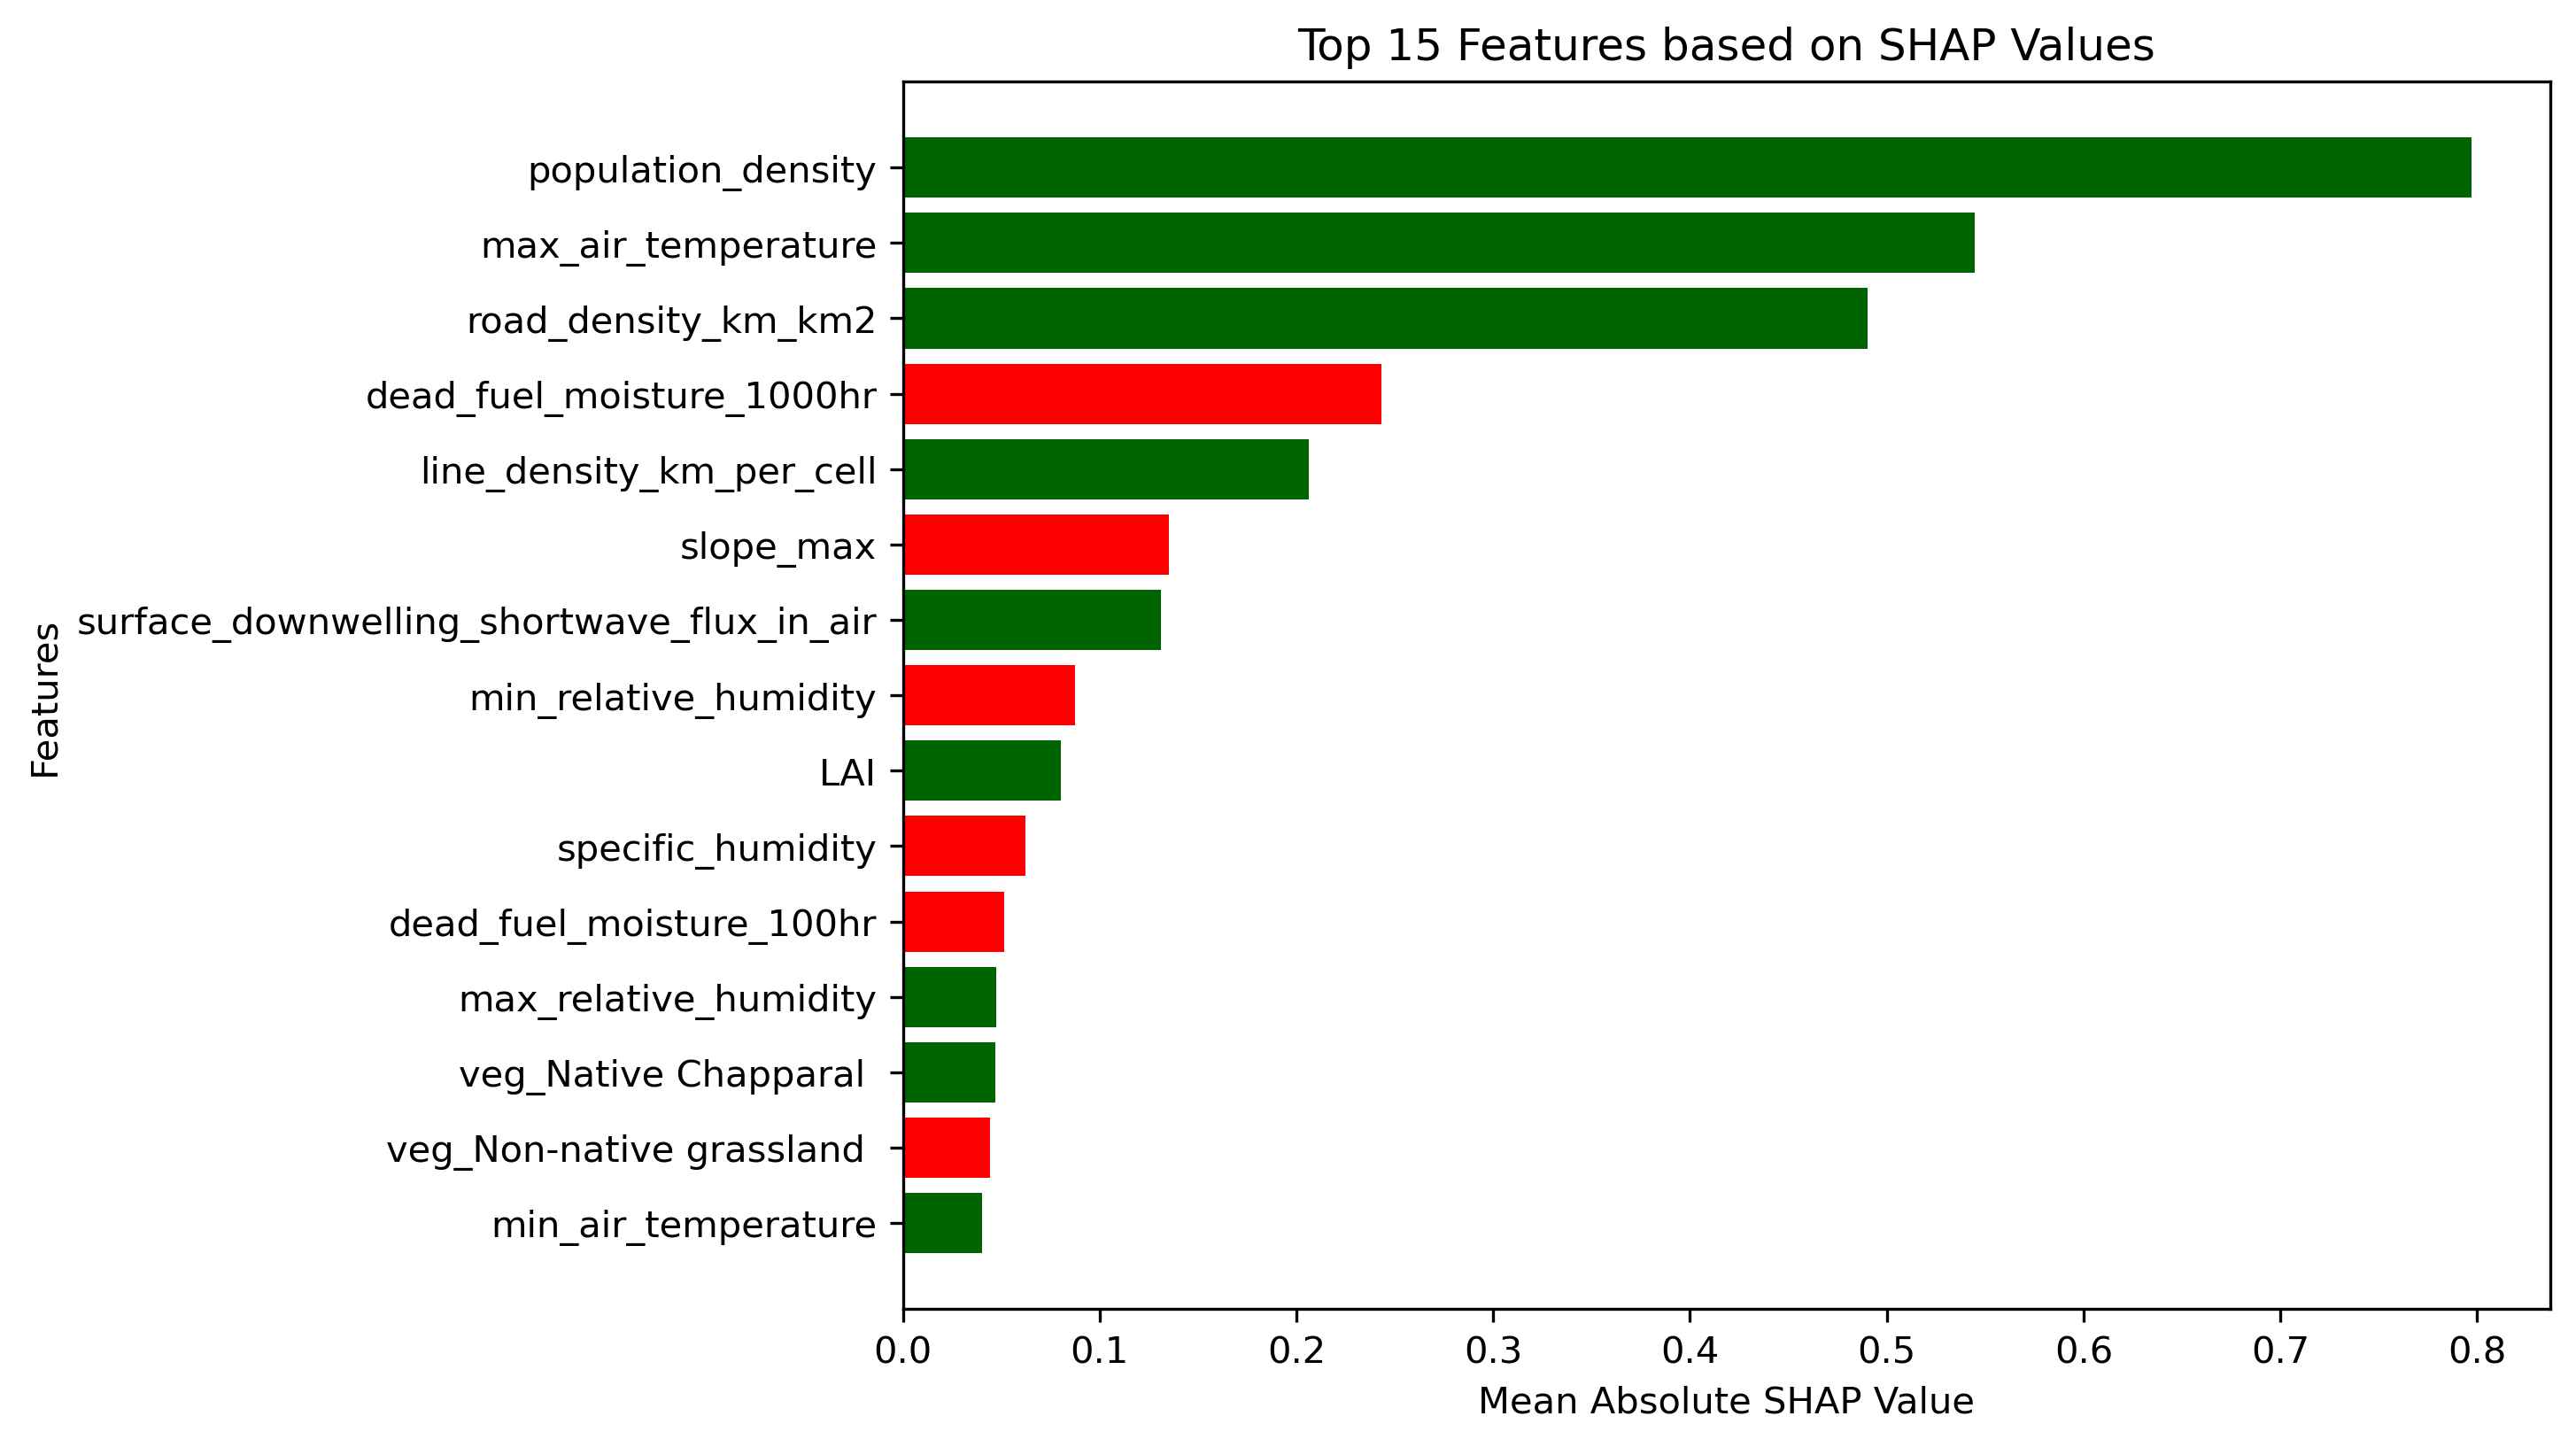 Top 15 Features based on SHAP Values
Features
population_density
max_air_temperature
road_density_km_km2
dead_fuel_moisture_1000hr
line_density_km_per_cell
slope_max
surface_downwelling_shortwave_flux_in_air
min_relative_humidity
LAI
specific_humidity
dead_fuel_moisture_100hr
max_relative_humidity
veg_Native Chapparal
veg_Non-native grassland
min_air_temperature
0.0 0.1 0.2 0.3 0.4 0.5 0.6 0.7 0.8
Mean Absolute SHAP Value